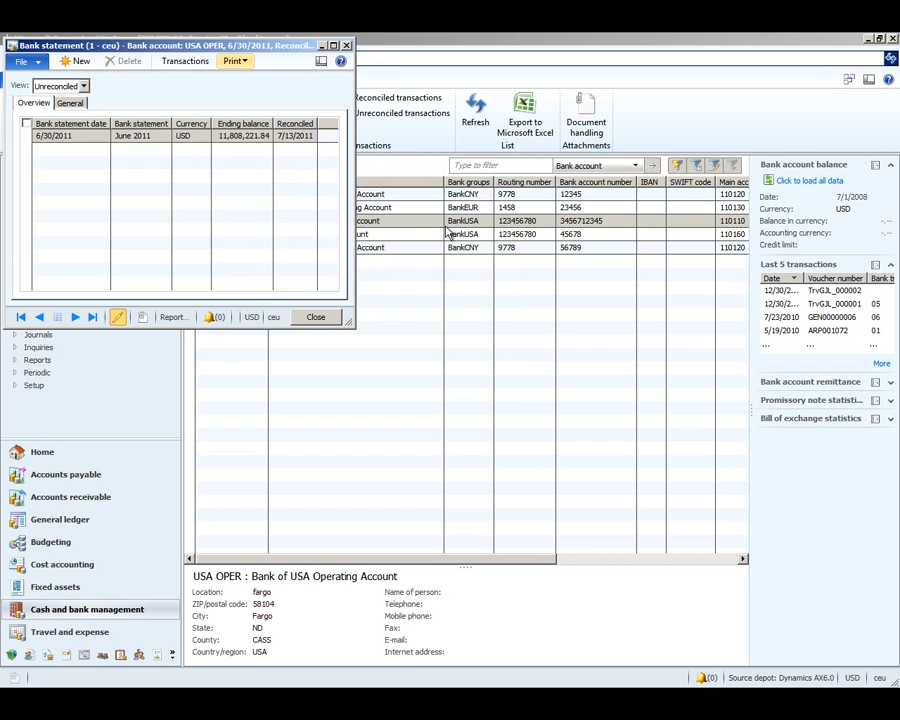 Bank statement (1 - ceu) - Bank account: USA OPER, 6/30/2011, Reconcil...
File New Delete Transactions Print
View: Unreconciled
Overview General
Bank statement date Bank statement Currency Ending balance Reconciled
6/30/2011 June 2011 USD 11,808,221.84 7/13/2011
Report... (0) USD ceu Close
Reconciled transactions
Unreconciled transactions
Refresh
Export to
Microsoft Excel
Document
handling
List
Attachments
Type to filter Bank account
Bank groups Routing number Bank account number IBAN SWIFT code Main acc
Account BankCNY 9778 12345 110120
g Account BankEUR 1458 23456 110130
ccount BankUSA 123456780 3456712345 110110
unt BankUSA 123456780 45678 110160
Account BankCNY 9778 56789 110120
Bank account balance
Click to load all data
Date: 7/1/2008
Currency: USD
Balance in currency: -.--
Accounting currency: -.--
Credit limit:
Last 5 transactions
Date Voucher number Bank tr
12/30/2... TrvGJL_000002
12/30/2... TrvGJL_000001 05
7/23/2010 GEN00000006 06
5/19/2010 ARP001072 01
... ... ...
More
Bank account remittance
Promissory note statisti...
Bill of exchange statistics
Journals
Inquiries
Reports
Periodic
Setup
Home
Accounts payable
Accounts receivable
General ledger
Budgeting
Cost accounting
Fixed assets
Cash and bank management
Travel and expense
USA OPER : Bank of USA Operating Account
Location: fargo Name of person:
ZIP/postal code: 58104 Telephone:
City: Fargo Mobile phone:
State: ND Fax:
County: CASS E-mail:
Country/region: USA Internet address:
(0) Source depot: Dynamics AX6.0 USD ceu